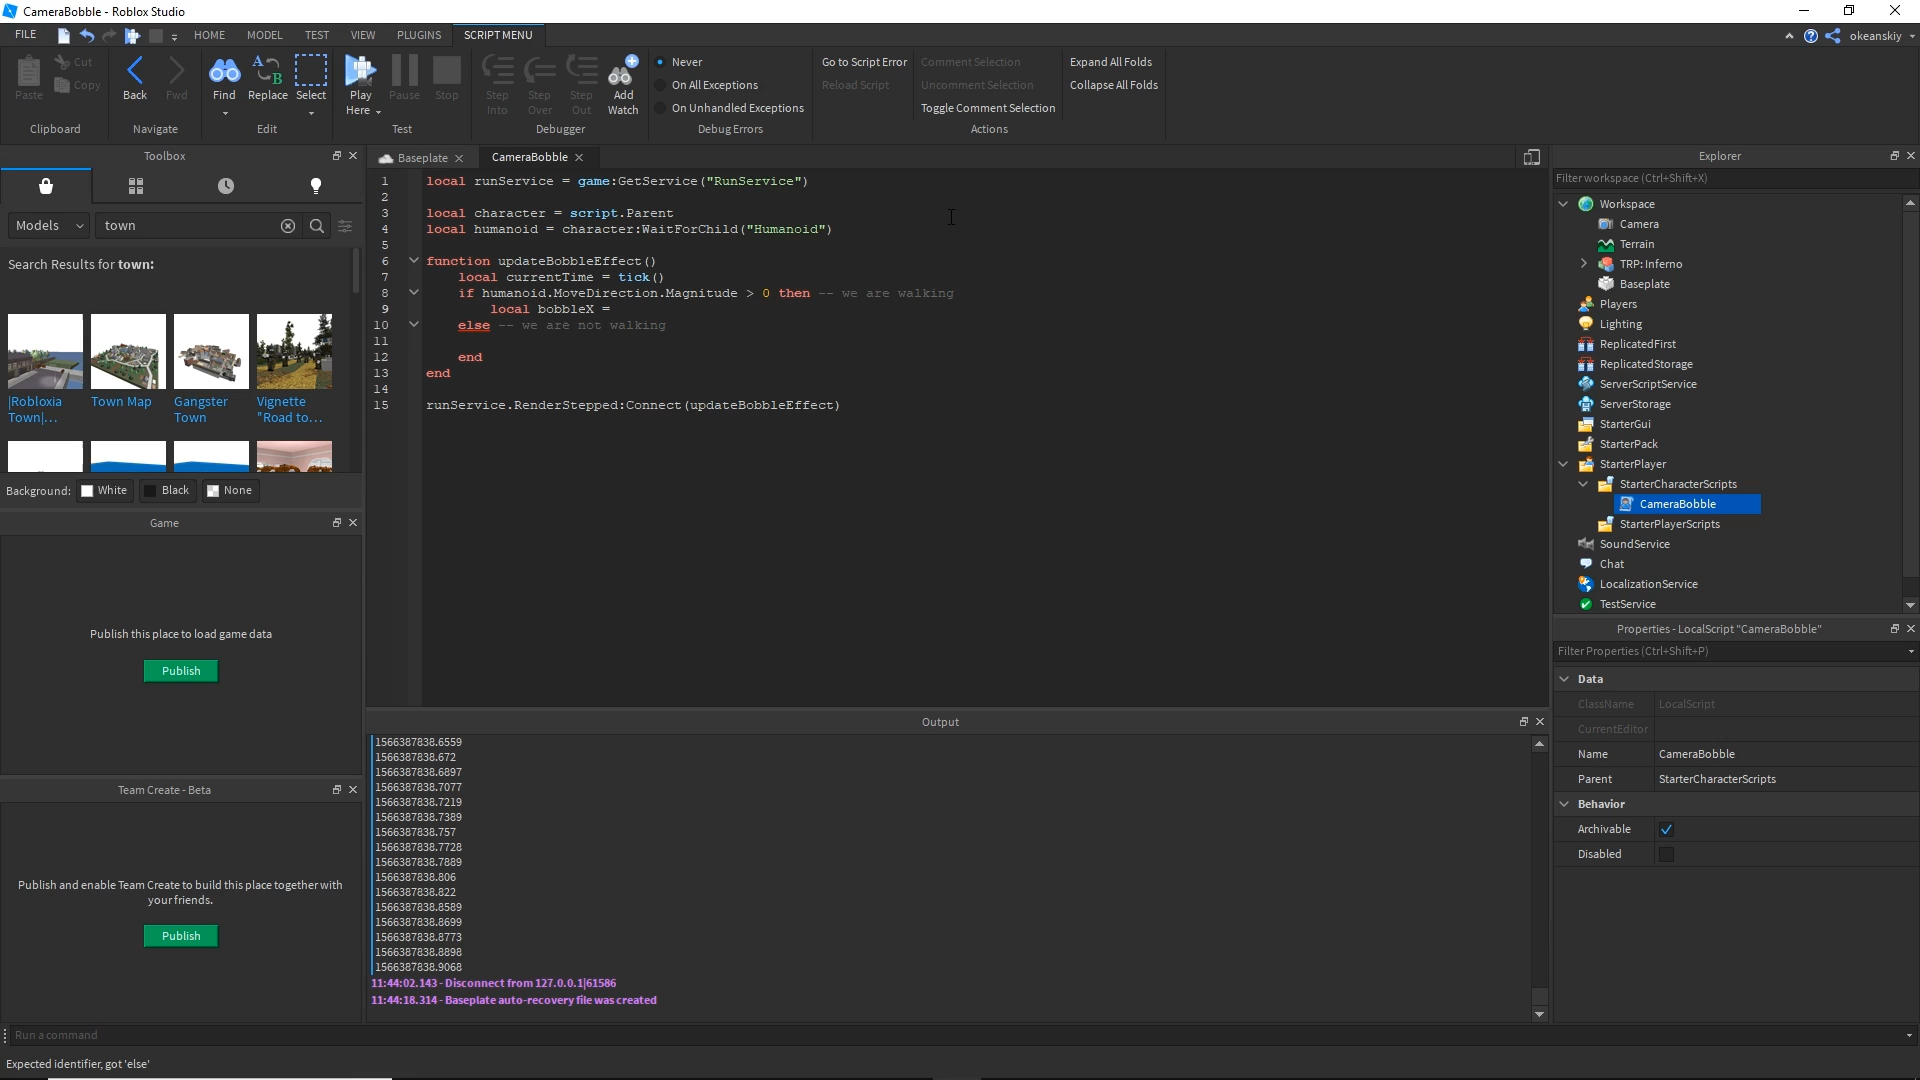 CameraBobble - Roblox Studio
FILE HOME MODEL TEST VIEW PLUGINS SCRIPT MENU okeanskiy
Paste Cut Copy Clipboard
Back Fwd Navigate
Find Replace Select Edit
Play Here Pause Stop Test
Step Into Step Over Step Out Add Watch Debugger
Never
On All Exceptions
On Unhandled Exceptions
Debug Errors
Go to Script Error
Reload Script
Comment Selection
Uncomment Selection
Toggle Comment Selection
Expand All Folds
Collapse All Folds
Actions
Toolbox
Models town
Search Results for town:
|Robloxia Town|...
Town Map
Gangster Town
Vignette "Road to...
Background: White Black None
Game
Publish this place to load game data
Publish
Team Create - Beta
Publish and enable Team Create to build this place together with
your friends.
Publish
Baseplate CameraBobble
1 local runService = game:GetService("RunService")
2
3 local character = script.Parent
4 local humanoid = character:WaitForChild("Humanoid")
5
6 function updateBobbleEffect()
7 local currentTime = tick()
8 if humanoid.MoveDirection.Magnitude > 0 then -- we are walking
9 local bobbleX =
10 else -- we are not walking
11
12 end
13 end
14
15 runService.RenderStepped:Connect(updateBobbleEffect)
Output
1566387838.6559
1566387838.672
1566387838.6897
1566387838.7077
1566387838.7219
1566387838.7389
1566387838.757
1566387838.7728
1566387838.7889
1566387838.806
1566387838.822
1566387838.8589
1566387838.8699
1566387838.8773
1566387838.8898
1566387838.9068
11:44:02.143 - Disconnect from 127.0.0.1|61586
11:44:18.314 - Baseplate auto-recovery file was created
Explorer
Filter workspace (Ctrl+Shift+X)
Workspace
Camera
Terrain
TRP: Inferno
Baseplate
Players
Lighting
ReplicatedFirst
ReplicatedStorage
ServerScriptService
ServerStorage
StarterGui
StarterPack
StarterPlayer
StarterCharacterScripts
CameraBobble
StarterPlayerScripts
SoundService
Chat
LocalizationService
TestService
Properties - LocalScript "CameraBobble"
Filter Properties (Ctrl+Shift+P)
Data
ClassName LocalScript
CurrentEditor
Name CameraBobble
Parent StarterCharacterScripts
Behavior
Archivable
Disabled
Run a command
Expected identifier, got 'else'